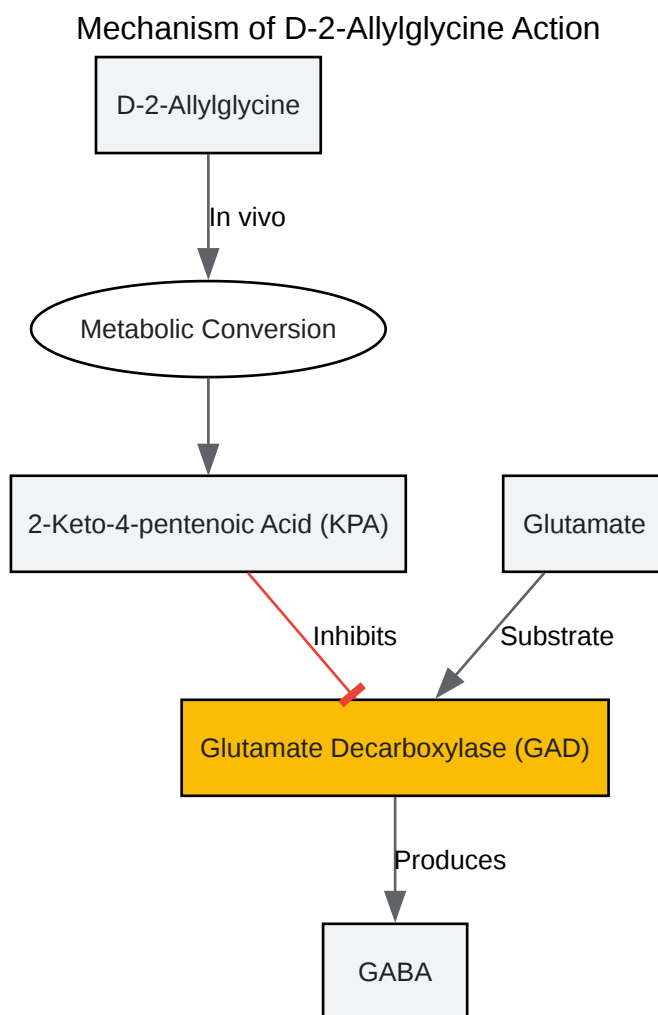 Mechanism of D-2-Allylglycine Action
D-2-Allylglycine
In vivo
Metabolic Conversion
2-Keto-4-pentenoic Acid (KPA)
Glutamate
Inhibits
Substrate
Glutamate Decarboxylase (GAD)
Produces
GABA